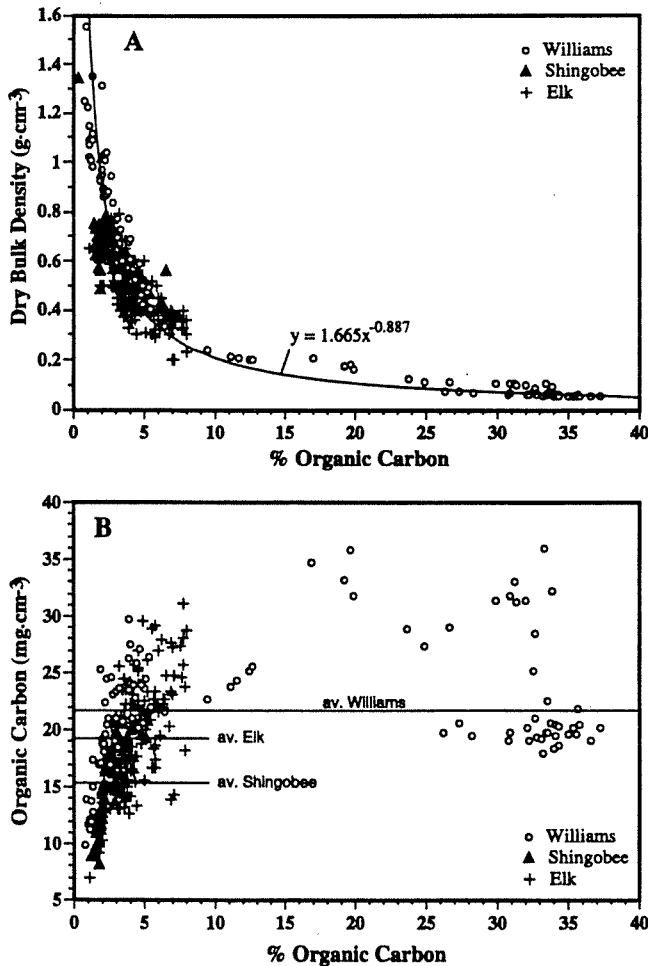 A
Williams
Shingobee
Elk
Dry Bulk Density (g·cm⁻³)
1.6
1.4
1.2
1
0.8
0.6
0.4
0.2
0
y = 1.665x^-0.887
0 5 10 15 20 25 30 35 40
% Organic Carbon
B
Organic Carbon (mg·cm⁻³)
40
35
30
25
20
15
10
5
av. Williams
av. Elk
av. Shingobee
Williams
Shingobee
Elk
0 5 10 15 20 25 30 35 40
% Organic Carbon